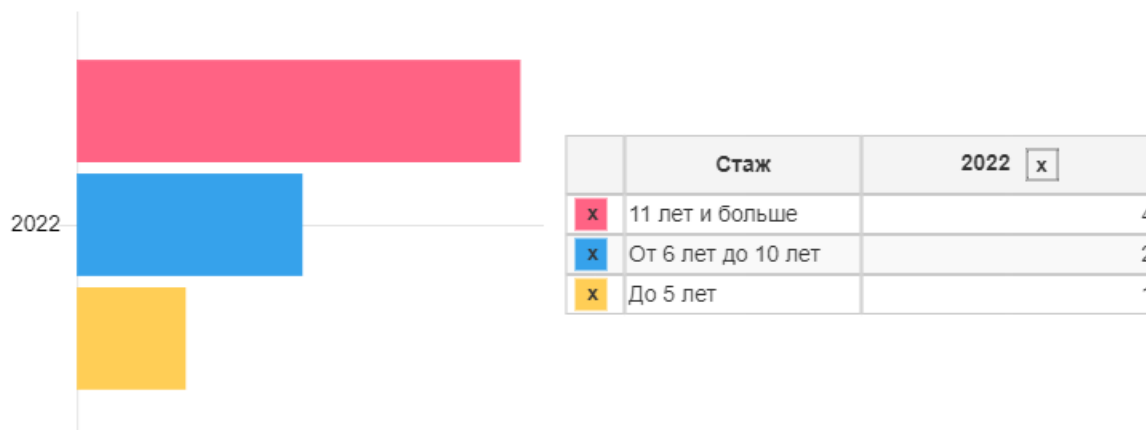 2022
Стаж 2022 x
x 11 лет и больше
x От 6 лет до 10 лет
x До 5 лет